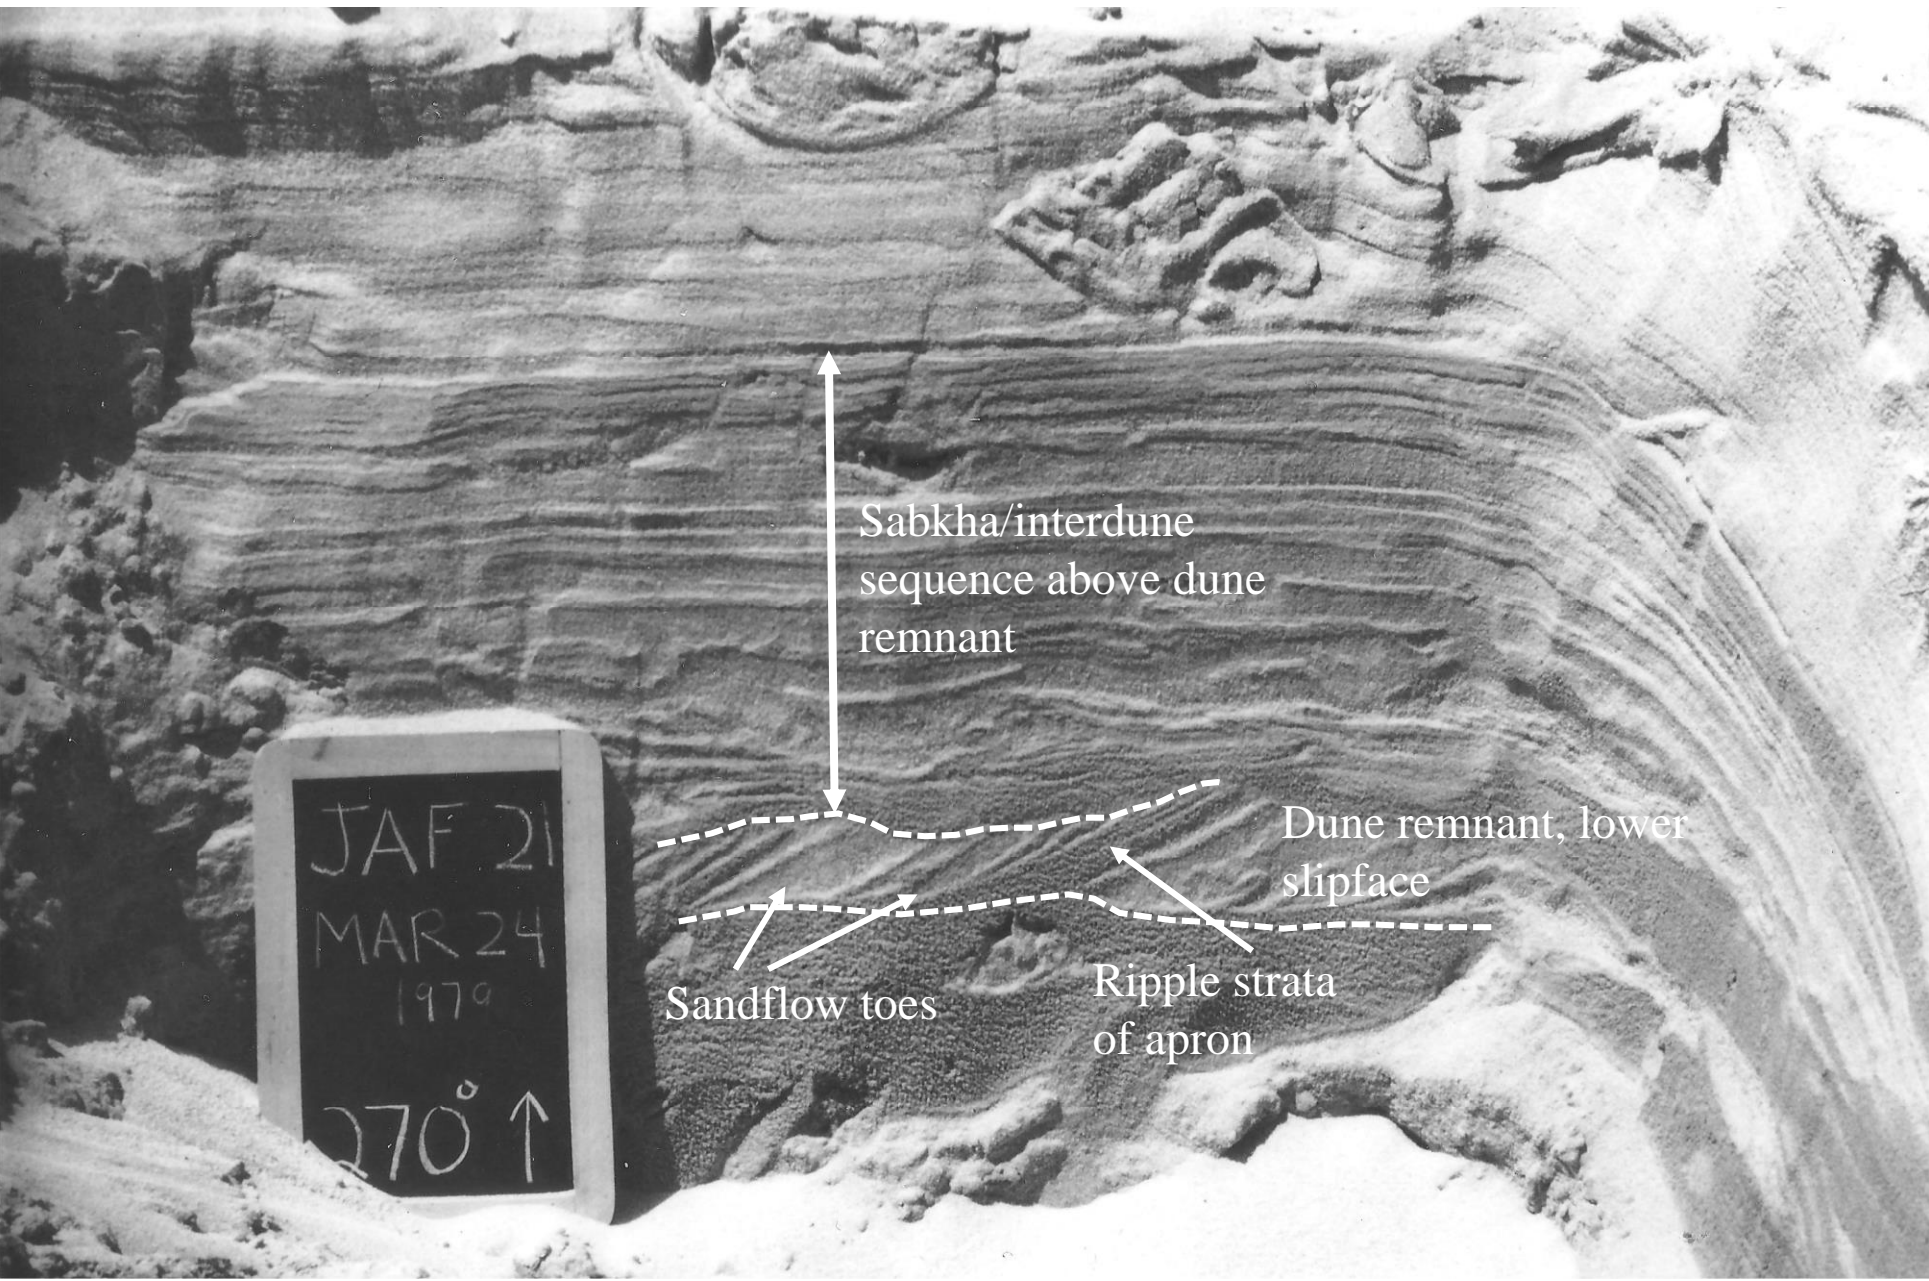 Sabkha/interdune
sequence above dune
remnant
Dune remnant, lower
slipface
Sandflow toes
Ripple strata
of apron
JAF 21
MAR 24
1979
270° ↑